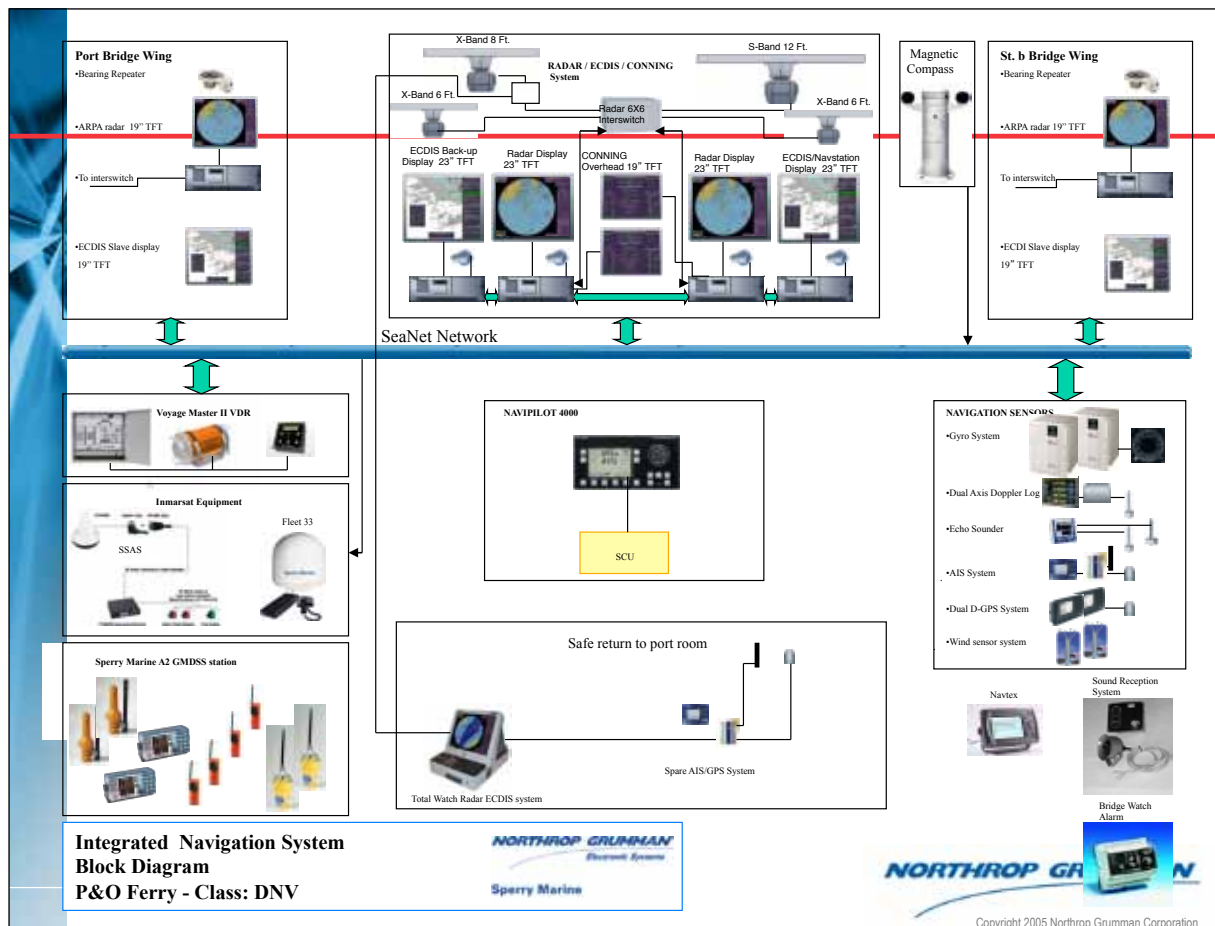 Port Bridge Wing
•Bearing Repeater
•ARPA radar 19" TFT
•To interswitch
•ECDIS Slave display
19" TFT
X-Band 8 Ft.
S-Band 12 Ft.
RADAR / ECDIS / CONNING
System
X-Band 6 Ft.
X-Band 6 Ft.
Radar 6X6
Interswitch
ECDIS Back-up
Display 23" TFT
Radar Display
23" TFT
CONNING
Overhead 19" TFT
Radar Display
23" TFT
ECDIS/Navstation
Display 23" TFT
Magnetic
Compass
St. b Bridge Wing
•Bearing Repeater
•ARPA radar 19" TFT
To interswitch
•ECDI Slave display
19" TFT
SeaNet Network
Voyage Master II VDR
Inmarsat Equipment
Fleet 33
SSAS
Sperry Marine A2 GMDSS station
NAVIPILOT 4000
SCU
Safe return to port room
Spare AIS/GPS System
Total Watch Radar ECDIS system
NAVIGATION SENSORS
•Gyro System
•Dual Axis Doppler Log
•Echo Sounder
•AIS System
•Dual D-GPS System
•Wind sensor system
Navtex
Sound Reception
System
Bridge Watch
Alarm
Integrated Navigation System
Block Diagram
P&O Ferry - Class: DNV
NORTHROP GRUMMAN
Electronic Systems
Sperry Marine
NORTHROP GR N
Copyright 2005 Northrop Grumman Corporation